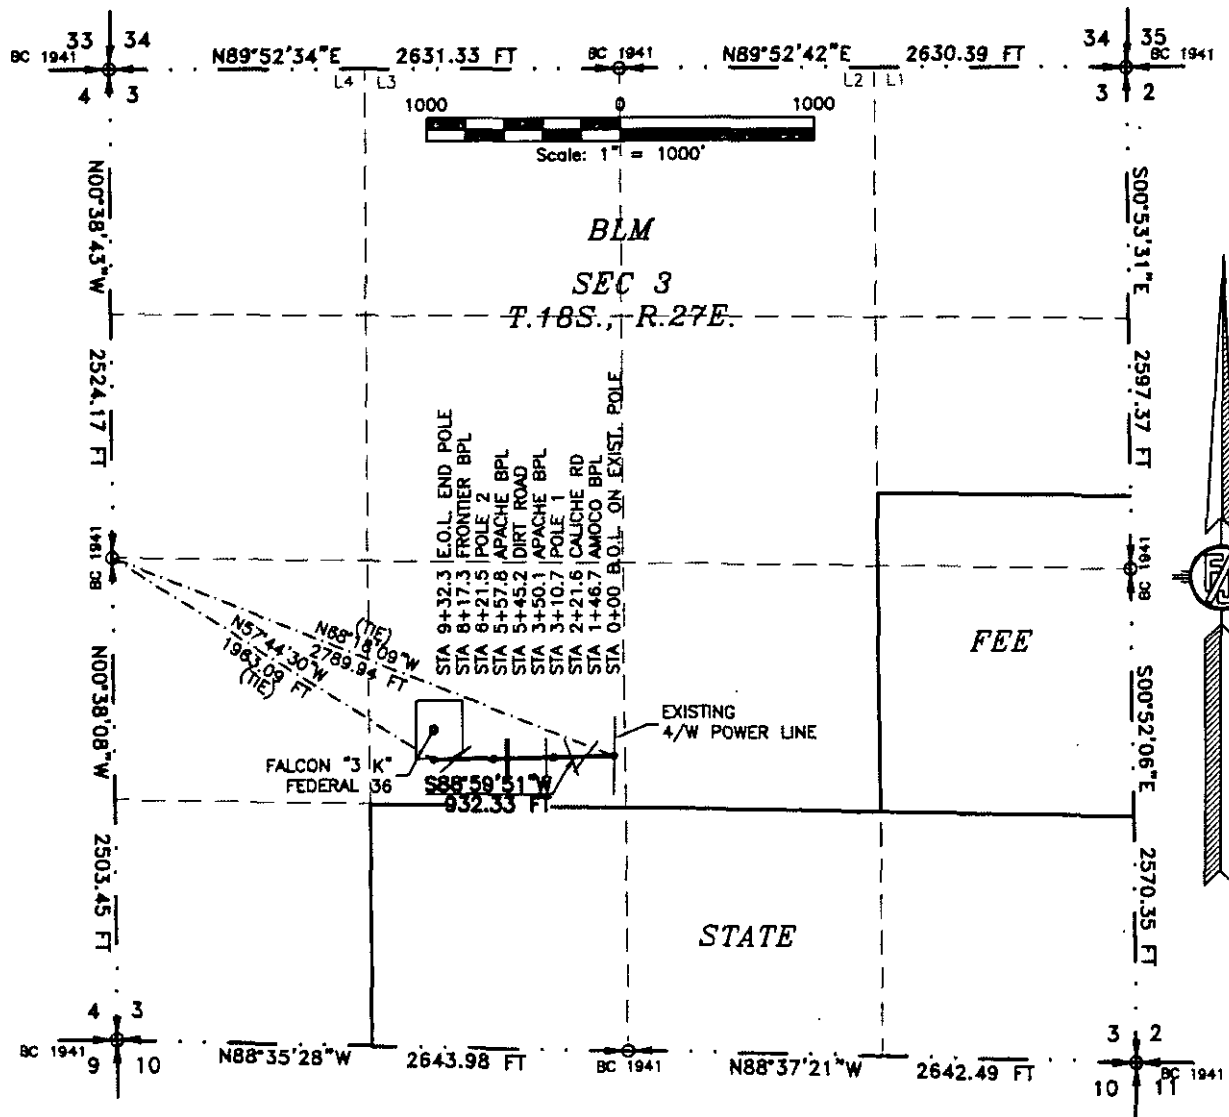 33 34
BC 1941
4 3
N89°52'34"E 2631.33 FT
BC 1941
N89°52'42"E 2630.39 FT
34 35
BC 1941
3 2
L4 L3
L2 L1
1000 0 1000
Scale: 1" = 1000'
N00°38'43"W
2524.17 FT
S00°53'31"E
2597.37 FT
BLM
SEC 3
T.18S., R.27E.
STA 9+32.3 E.O.L. END POLE
STA 8+17.3 FRONTIER BPL
STA 6+21.5 POLE 2
STA 5+57.8 APACHE BPL
STA 5+45.2 DIRT ROAD
STA 3+50.1 APACHE BPL
STA 3+10.7 POLE 1
STA 2+21.6 CALICHE RD
STA 1+46.7 AMOCO BPL
STA 0+00 B.O.L. ON EXIST. POLE
BC 1941
BC 1941
(TIE)
N68°18'09"W
2789.94 FT
N57°44'30"W
1963.09 FT
(TIE)
FEE
N00°38'08"W
2503.45 FT
S00°52'06"E
2570.35 FT
EXISTING
4/W POWER LINE
FALCON "3 K"
FEDERAL 36
S88°59'51"W
932.33 FT
STATE
4 3
BC 1941
9 10
N88°35'28"W 2643.98 FT
BC 1941
N88°37'21"W 2642.49 FT
3 2
BC 1941
10 11